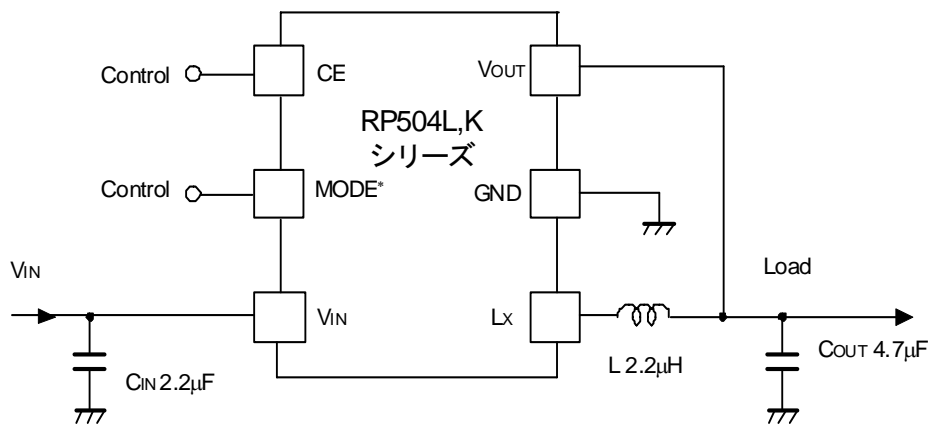 Control
CE
VOUT
RP504L,K
シリーズ
Control
MODE*
GND
VIN
VIN
LX
Load
CIN 2.2μF
L 2.2μH
COUT 4.7μF